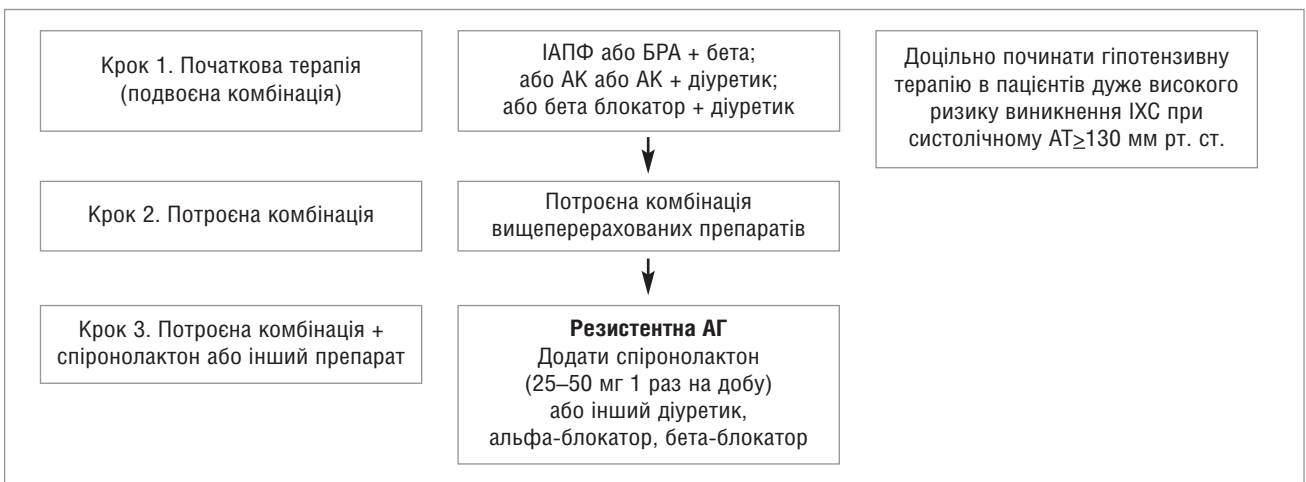 Крок 1. Початкова терапія
(подвоєна комбінація)
ІАПФ або БРА + бета;
або АК або АК + діуретик;
або бета блокатор + діуретик
Доцільно починати гіпотензивну
терапію в пацієнтів дуже високого
ризику виникнення ІХС при
систолічному АТ≥130 мм рт. ст.
Крок 2. Потроєна комбінація
Потроєна комбінація
вищеперерахованих препаратів
Крок 3. Потроєна комбінація +
спіронолактон або інший препарат
Резистентна АГ
Додати спіронолактон
(25–50 мг 1 раз на добу)
або інший діуретик,
альфа-блокатор, бета-блокатор